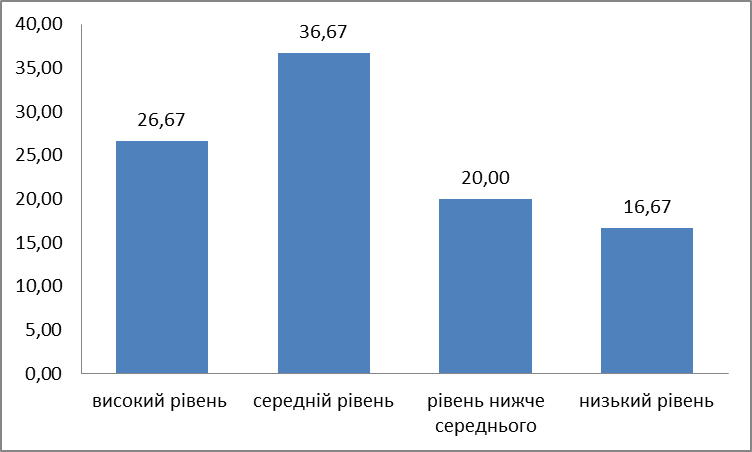 40,00
35,00
30,00
25,00
20,00
15,00
10,00
5,00
0,00
26,67
36,67
20,00
16,67
високий рівень
середній рівень
рівень нижче
середнього
низький рівень